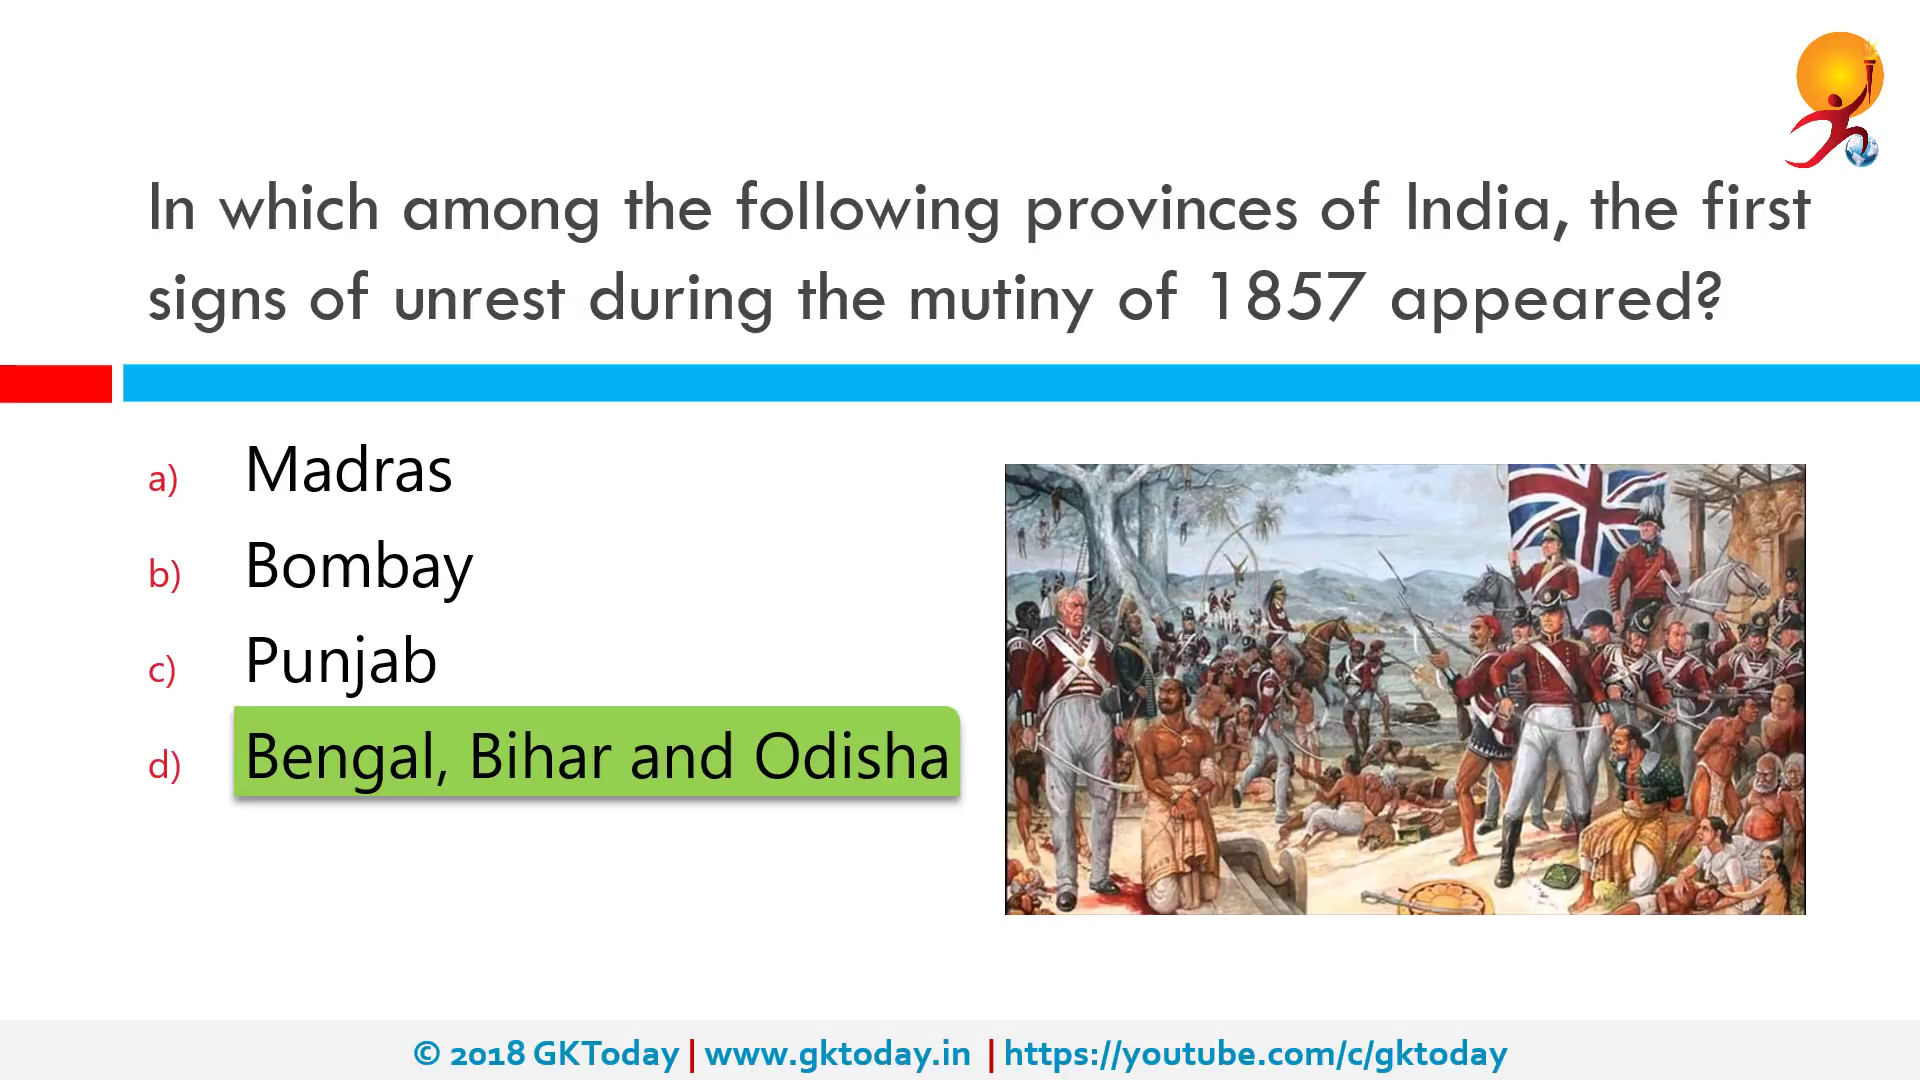 In which among the following provinces of India, the first
signs of unrest during the mutiny of 1857 appeared?
a) Madras
b) Bombay
c) Punjab
d) Bengal, Bihar and Odisha
© 2018 GKToday | www.gktoday.in | https://youtube.com/c/gktoday